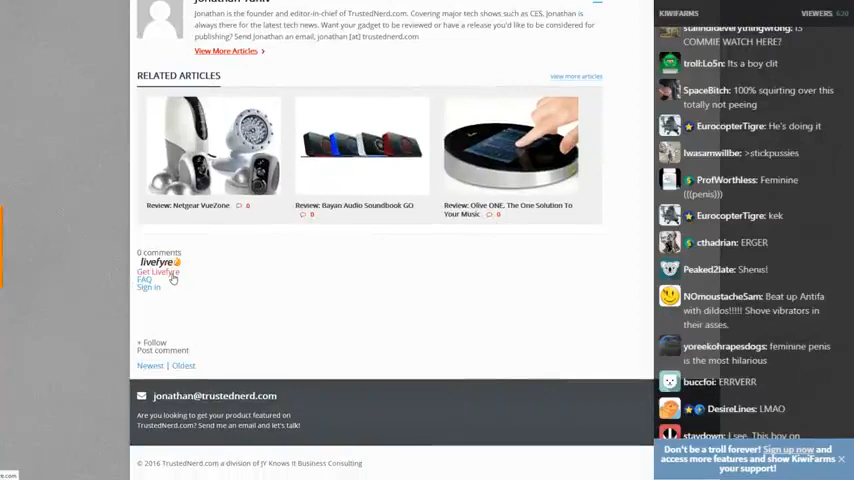 Jonathan is the founder and editor-in-chief of TrustedNerd.com. Covering major tech shows such as CES, Jonathan is
always there for the latest tech news. Want your gadget to be reviewed or have a release you'd like to be considered for
publishing? Send Jonathan an email, jonathan [at] trustednerd.com
View More Articles >
RELATED ARTICLES
view more articles
Review: Netgear VueZone 0
Review: Bayan Audio Soundbook GO
0
Review: Olive ONE, The One Solution To
Your Music 0
0 comments
livefyre
Get Livefyre
FAQ
Sign in
+ Follow
Post comment
Newest | Oldest
jonathan@trustednerd.com
Are you looking to get your product featured on
TrustedNerd.com? Send me an email and let's talk!
© 2016 TrustedNerd.com a division of JY Knows It Business Consulting
KIWIFARMS VIEWERS
COMMIE WATCH HERE?
troll:Lo5n: Its a boy clit
SpaceBitch: 100% squirting over this
totally not peeing
EurocopterTigre: He's doing it
Iwasamwillbe: >stickpussies
ProfWorthless: Feminine
(((penis)))
EurocopterTigre: kek
cthadrian: ERGER
Peaked2late: Shenis!
NOmoustacheSam: Beat up Antifa
with dildos!!!!! Shove vibrators in
their asses.
yoreekohrapesdogs: feminine penis
is the most hilarious
buccfoi: ERRVERR
DesireLines: LMAO
staydown: I see. This boy on
Don't be a troll forever! Sign up now and
access more features and show KiwiFarms
your support!